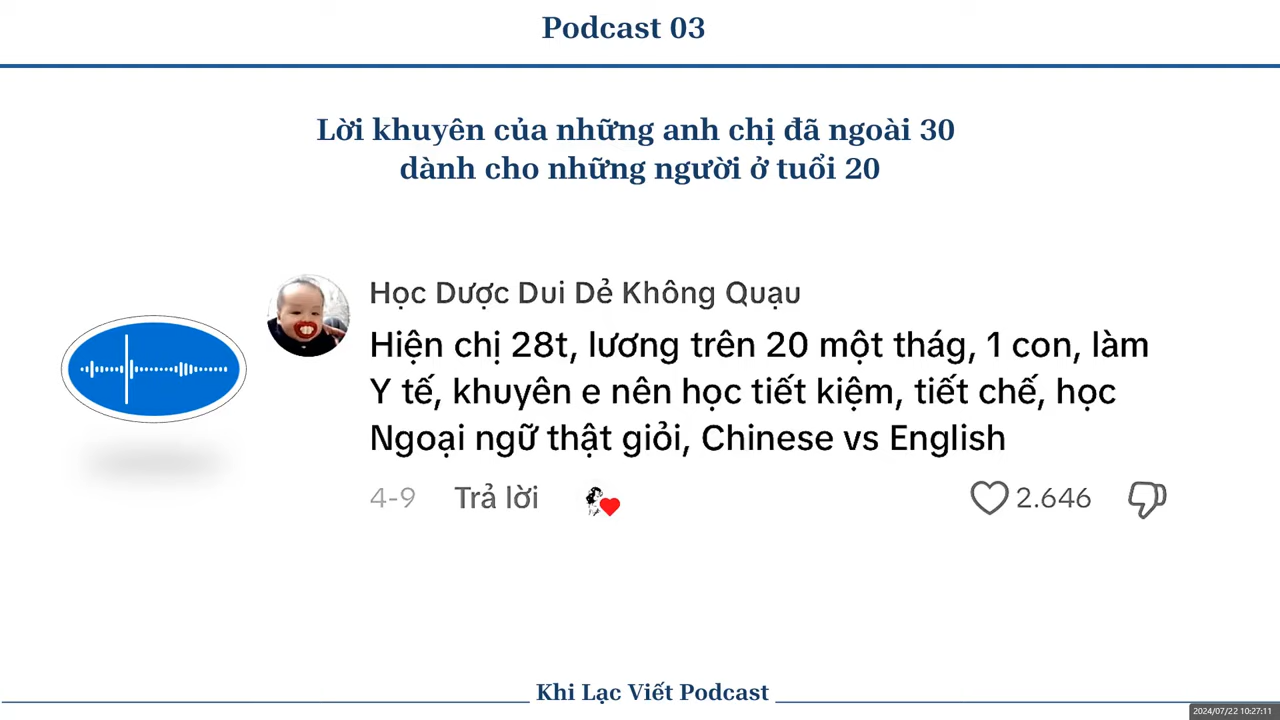 Podcast 03
Lời khuyên của những anh chị đã ngoài 30
dành cho những người ở tuổi 20
Học Dược Dui Dẻ Không Quạu
Hiện chị 28t, lương trên 20 một thág, 1 con, làm
Y tế, khuyên e nên học tiết kiệm, tiết chế, học
Ngoại ngữ thật giỏi, Chinese vs English
4-9 Trả lời 2.646
Khi Lạc Viết Podcast
2024/07/22 10:27:11